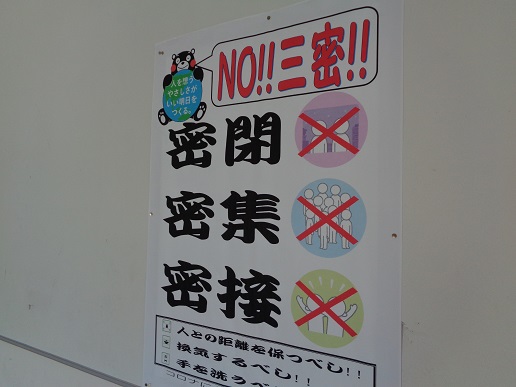 NO!!三密!!
人を想う
やさしさが
いい明日を
つくる。
密閉
密集
密接
人との距離を保つべし!!
換気するべし!!
手を洗うべし